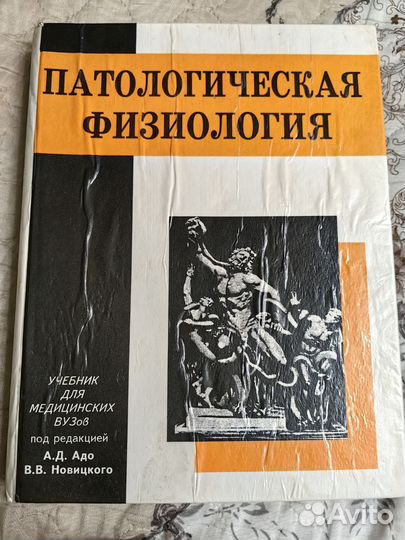 ПАТОЛОГИЧЕСКАЯ
ФИЗИОЛОГИЯ
УЧЕБНИК
ДЛЯ
МЕДИЦИНСКИХ
ВУЗов
под редакцией
А.Д. Адо
В.В. Новицкого
Avito